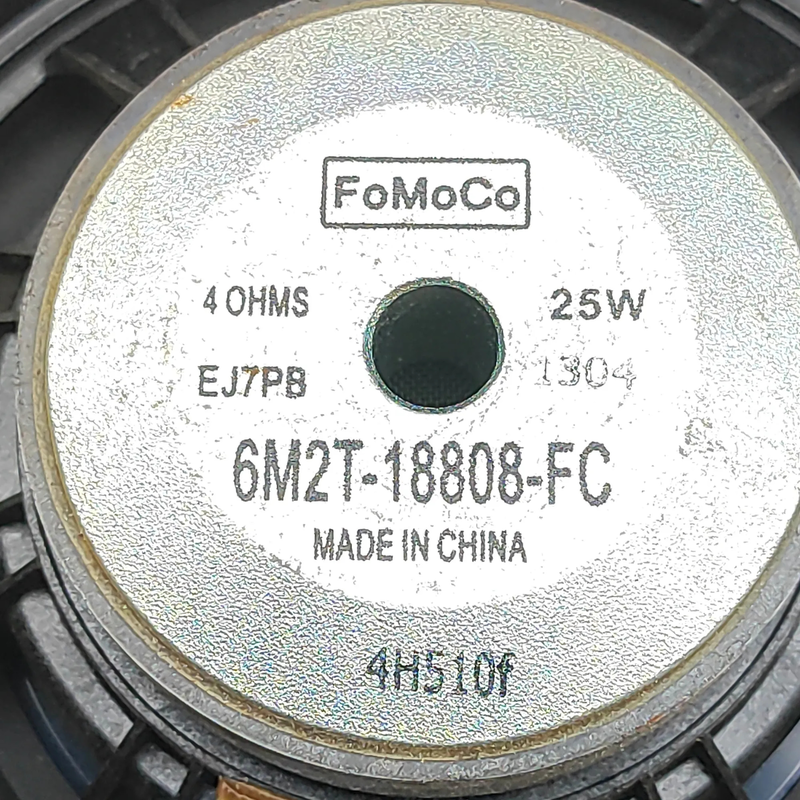 FoMoCo
4 OHMS 25W
EJ7PB 1304
6M2T-18808-FC
MADE IN CHINA
4H510f